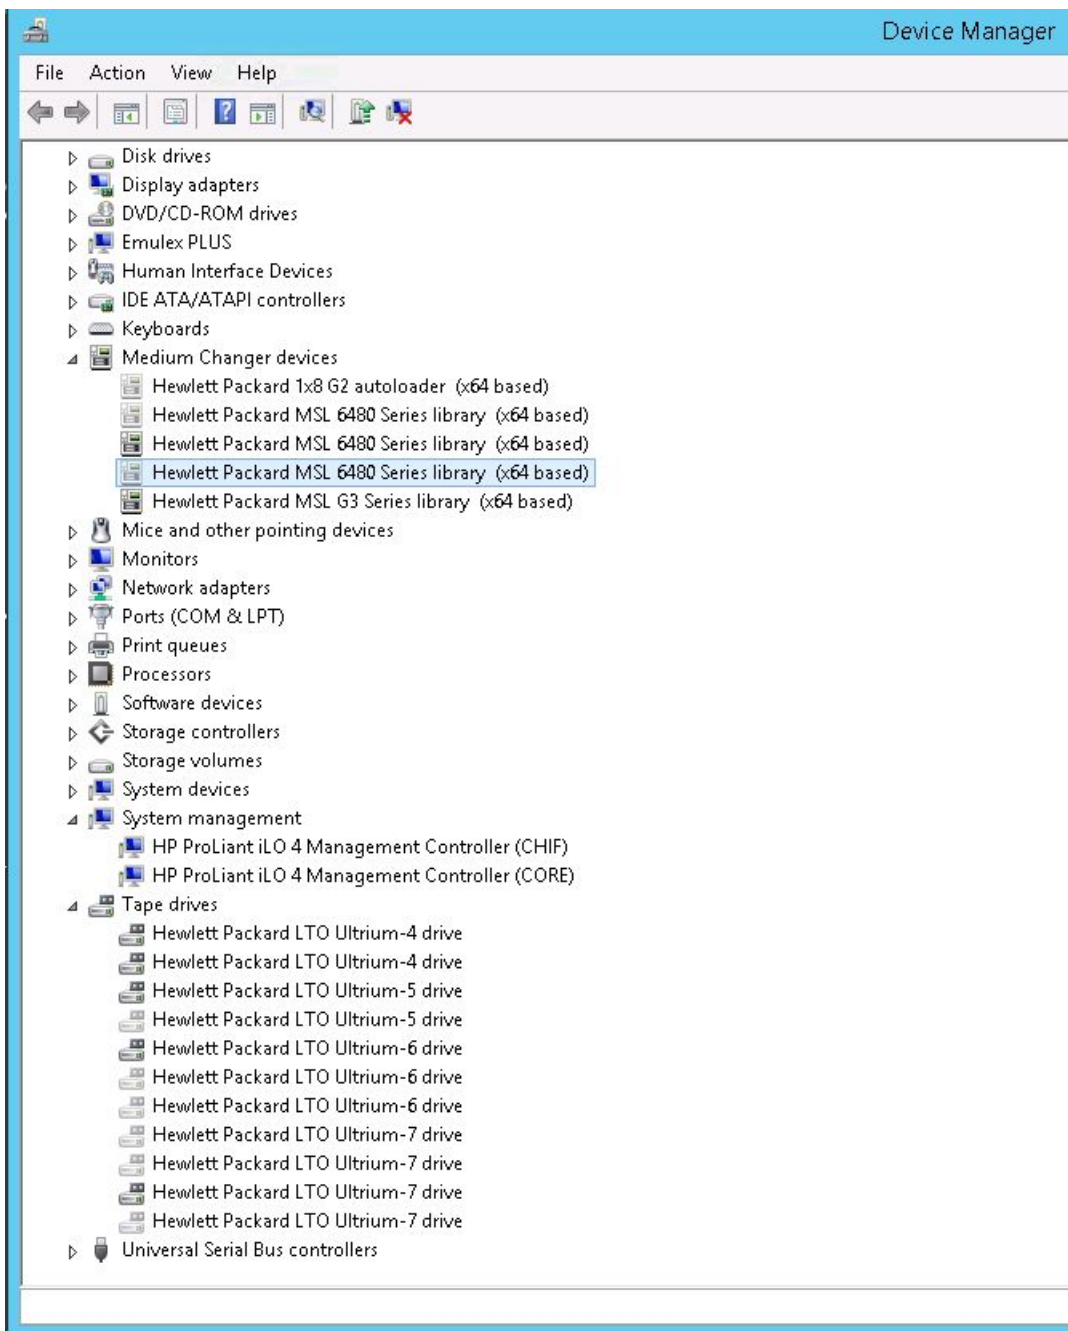 Device Manager
File Action View Help
?
Disk drives
Display adapters
DVD/CD-ROM drives
Emulex PLUS
Human Interface Devices
IDE ATA/ATAPI controllers
Keyboards
Medium Changer devices
Hewlett Packard 1x8 G2 autoloader (x64 based)
Hewlett Packard MSL 6480 Series library (x64 based)
Hewlett Packard MSL 6480 Series library (x64 based)
Hewlett Packard MSL 6480 Series library (x64 based)
Hewlett Packard MSL G3 Series library (x64 based)
Mice and other pointing devices
Monitors
Network adapters
Ports (COM & LPT)
Print queues
Processors
Software devices
Storage controllers
Storage volumes
System devices
System management
HP ProLiant iLO 4 Management Controller (CHIF)
HP ProLiant iLO 4 Management Controller (CORE)
Tape drives
Hewlett Packard LTO Ultrium-4 drive
Hewlett Packard LTO Ultrium-4 drive
Hewlett Packard LTO Ultrium-5 drive
Hewlett Packard LTO Ultrium-5 drive
Hewlett Packard LTO Ultrium-6 drive
Hewlett Packard LTO Ultrium-6 drive
Hewlett Packard LTO Ultrium-6 drive
Hewlett Packard LTO Ultrium-7 drive
Hewlett Packard LTO Ultrium-7 drive
Hewlett Packard LTO Ultrium-7 drive
Hewlett Packard LTO Ultrium-7 drive
Universal Serial Bus controllers